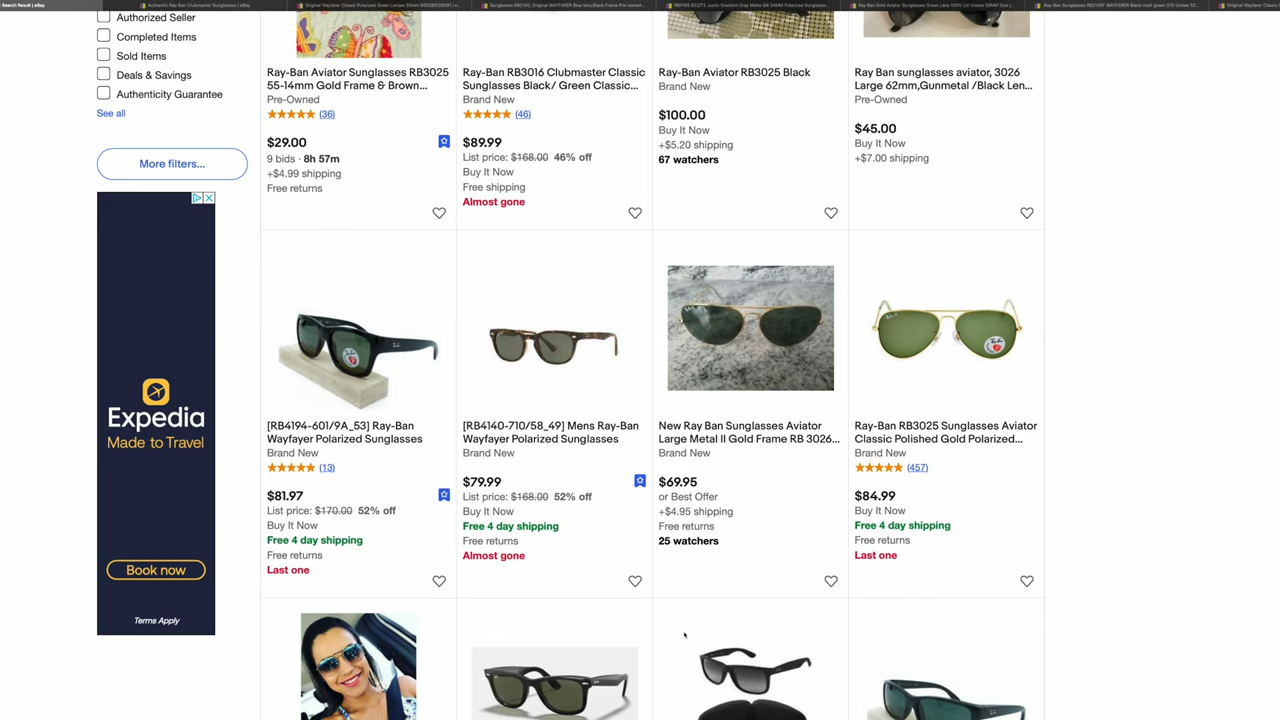 Search Result | eBay
Authentic Ray Ban Clubmaster Sunglasses | eBay
Authorized Seller
Completed Items
Sold Items
Deals & Savings
Authenticity Guarantee
See all
More filters...
Expedia
Made to Travel
Book now
Terms Apply
Ray-Ban Aviator Sunglasses RB3025
55-14mm Gold Frame & Brown...
Pre-Owned
(36)
$29.00
9 bids · 8h 57m
+$4.99 shipping
Free returns
Ray-Ban RB3016 Clubmaster Classic
Sunglasses Black/ Green Classic...
Brand New
(46)
$89.99
List price: $168.00 46% off
Buy It Now
Free shipping
Almost gone
Ray-Ban Aviator RB3025 Black
Brand New
$100.00
Buy It Now
+$5.20 shipping
67 watchers
Ray Ban sunglasses aviator, 3026
Large 62mm,Gunmetal /Black Len...
Pre-Owned
$45.00
Buy It Now
+$7.00 shipping
[RB4194-601/9A_53] Ray-Ban
Wayfayer Polarized Sunglasses
Brand New
(13)
$81.97
List price: $170.00 52% off
Buy It Now
Free 4 day shipping
Free returns
Last one
[RB4140-710/58_49] Mens Ray-Ban
Wayfayer Polarized Sunglasses
Brand New
$79.99
List price: $168.00 52% off
Buy It Now
Free 4 day shipping
Free returns
Almost gone
New Ray Ban Sunglasses Aviator
Large Metal II Gold Frame RB 3026...
Brand New
$69.95
or Best Offer
+$4.95 shipping
Free returns
25 watchers
Ray-Ban RB3025 Sunglasses Aviator
Classic Polished Gold Polarized...
Brand New
(457)
$84.99
Buy It Now
Free 4 day shipping
Free returns
Last one